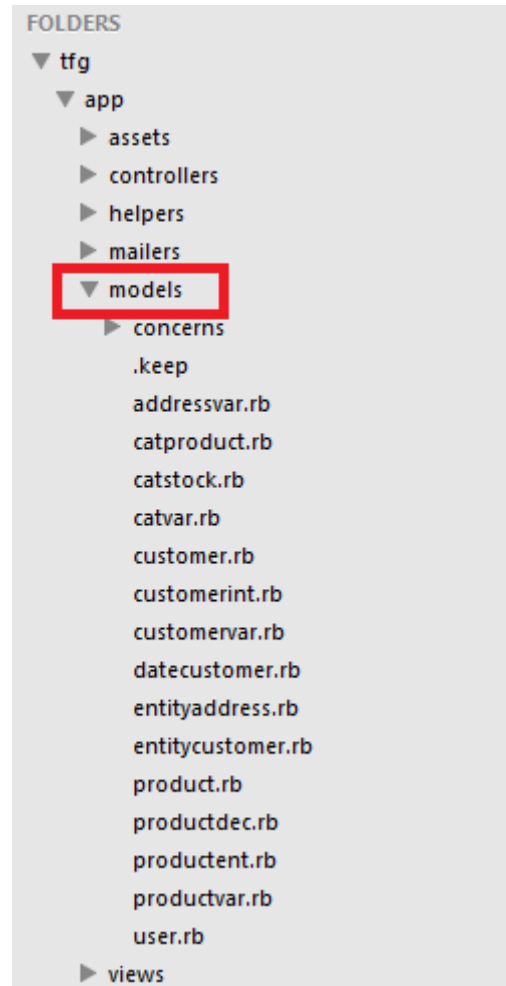 FOLDERS
tfg
app
assets
controllers
helpers
mailers
models
concerns
.keep
addressvar.rb
catproduct.rb
catstock.rb
catvar.rb
customer.rb
customerint.rb
customervar.rb
datecustomer.rb
entityaddress.rb
entitycustomer.rb
product.rb
productdec.rb
productent.rb
productvar.rb
user.rb
views